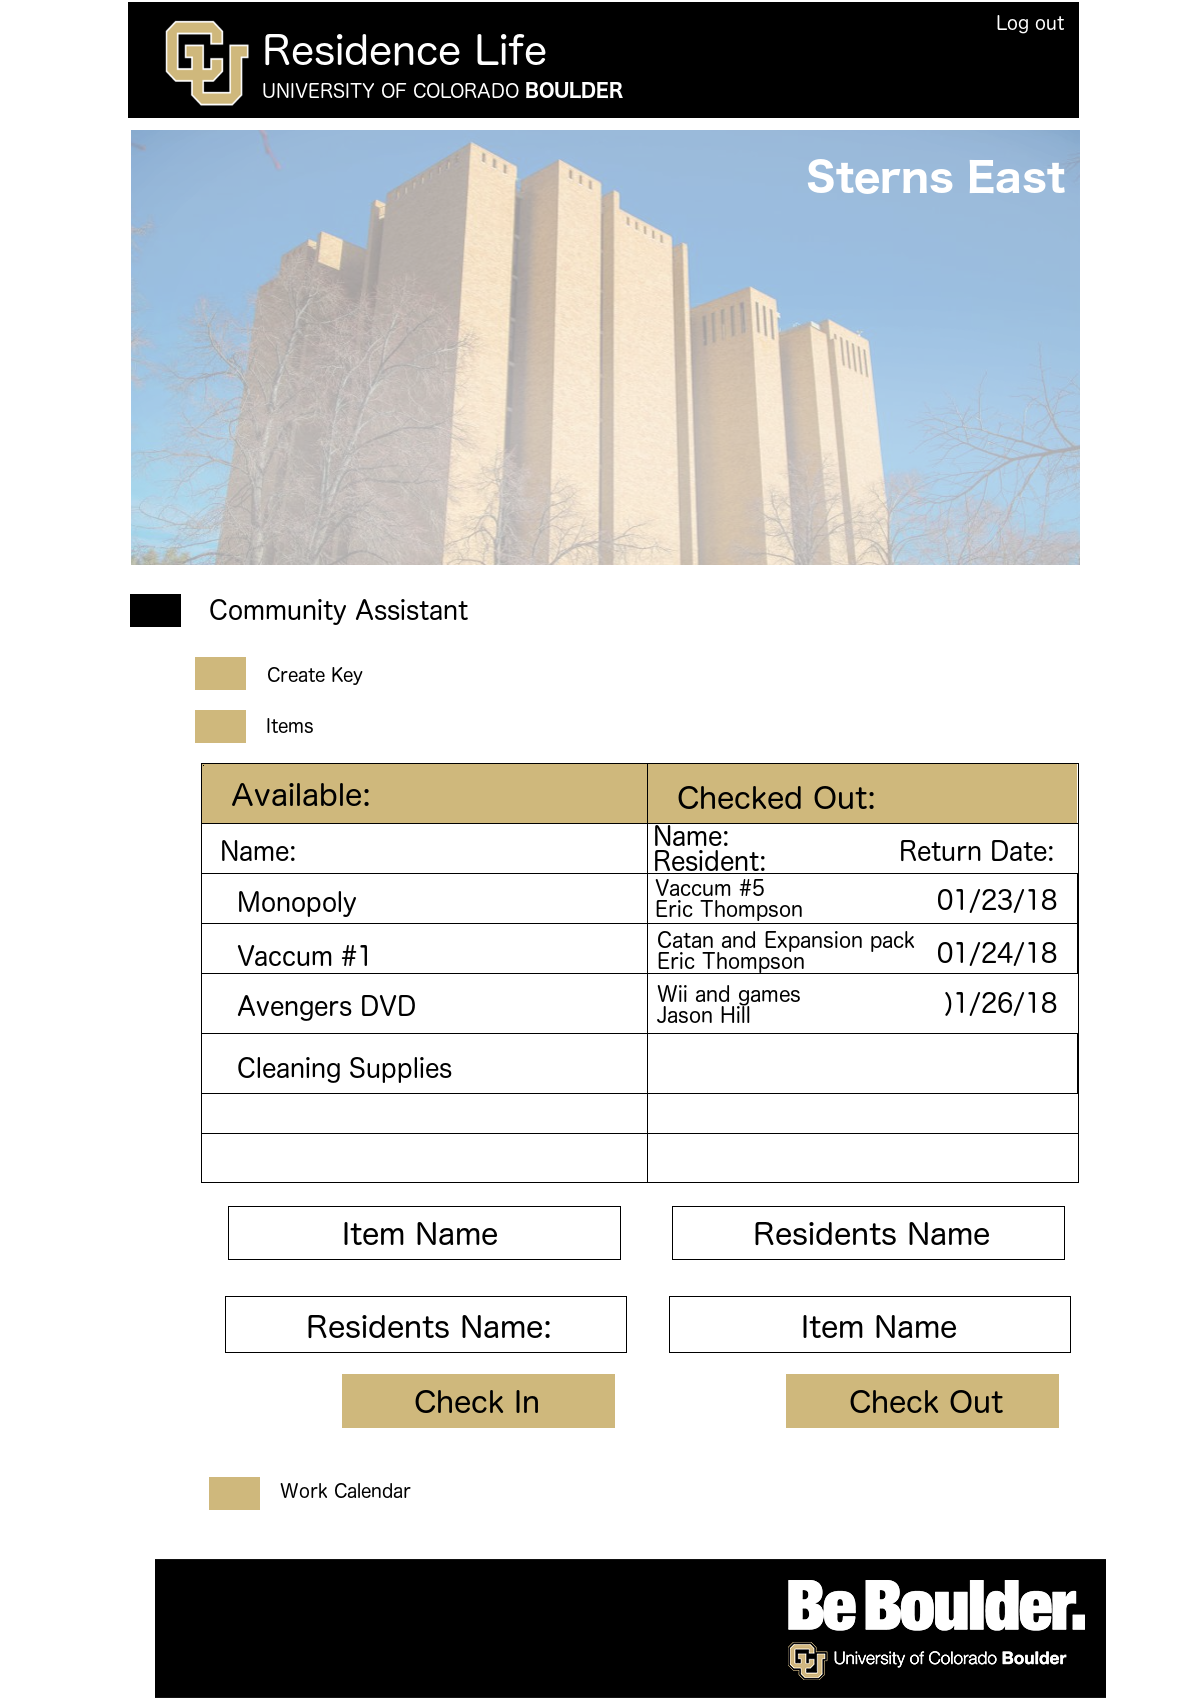 Log out
CU Residence Life
UNIVERSITY OF COLORADO BOULDER
Sterns East
Community Assistant
Create Key
Items
Available:
Checked Out:
Name:
Name:
Resident:
Return Date:
Monopoly
Vaccum #5
Eric Thompson
01/23/18
Vaccum #1
Catan and Expansion pack
Eric Thompson
01/24/18
Avengers DVD
Wii and games
Jason Hill
)1/26/18
Cleaning Supplies
Item Name
Residents Name
Residents Name:
Item Name
Check In
Check Out
Work Calendar
Be Boulder.
CU University of Colorado Boulder